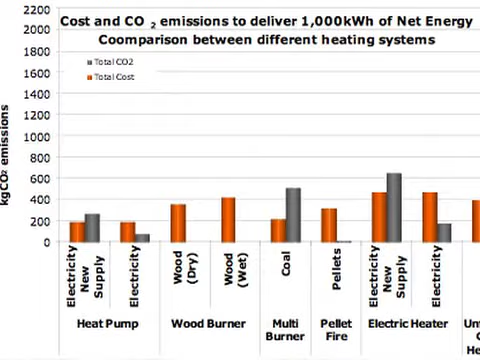 2200
Cost and CO 2 emissions to deliver 1,000kWh of Net Energy
2000
Coomparison between different heating systems
1800
Total CO2
1600
Total Cost
1400
1200
1000
800
600
400
200
0
kgCO2 emissions
Electricity
New
Supply
Electricity
Wood
(Dry)
Wood
(Wet)
Coal
Pellets
Electricity
New
Supply
Electricity
Heat Pump
Wood Burner
Multi
Burner
Pellet
Fire
Electric Heater